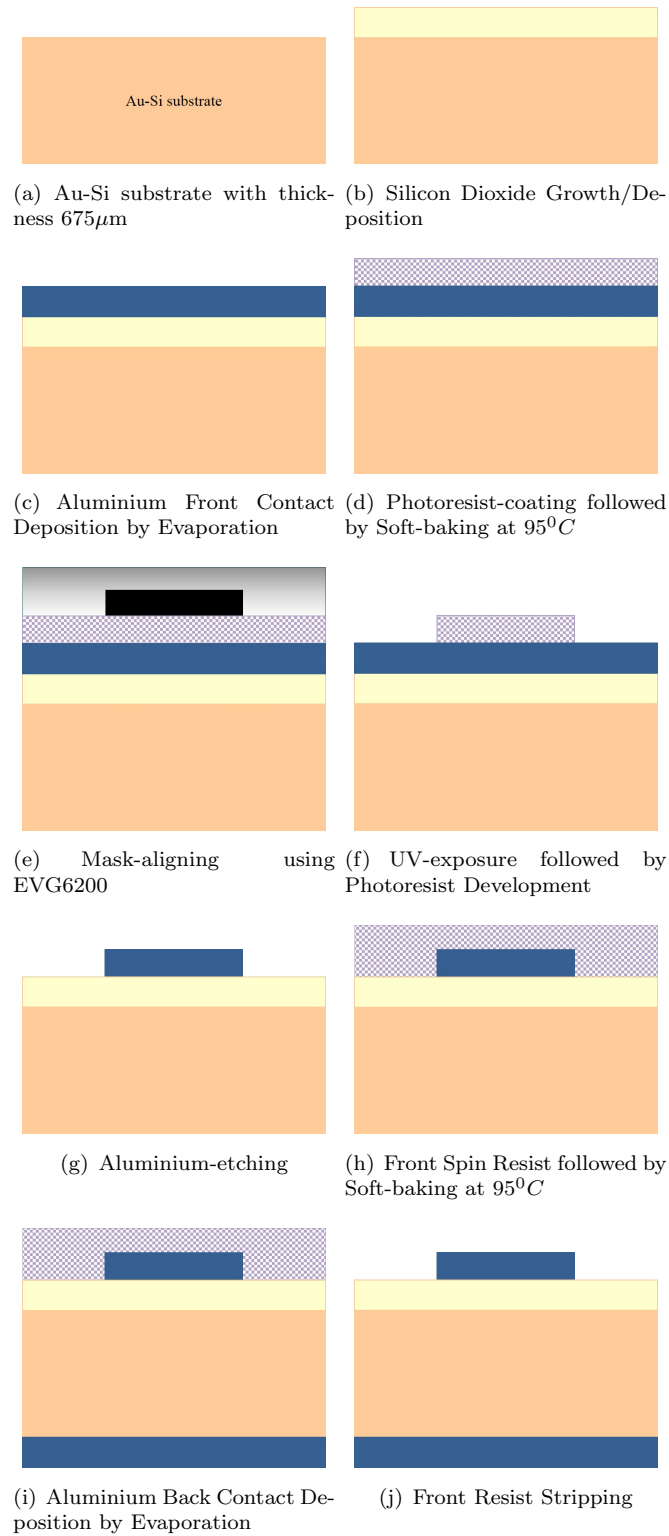 Au-Si substrate
(a) Au-Si substrate with thick-
ness 675μm
(b) Silicon Dioxide Growth/De-
position
(c) Aluminium Front Contact
Deposition by Evaporation
(d) Photoresist-coating followed
by Soft-baking at 95⁰C
(e) Mask-aligning using
EVG6200
(f) UV-exposure followed by
Photoresist Development
(g) Aluminium-etching
(h) Front Spin Resist followed by
Soft-baking at 95⁰C
(i) Aluminium Back Contact De-
position by Evaporation
(j) Front Resist Stripping